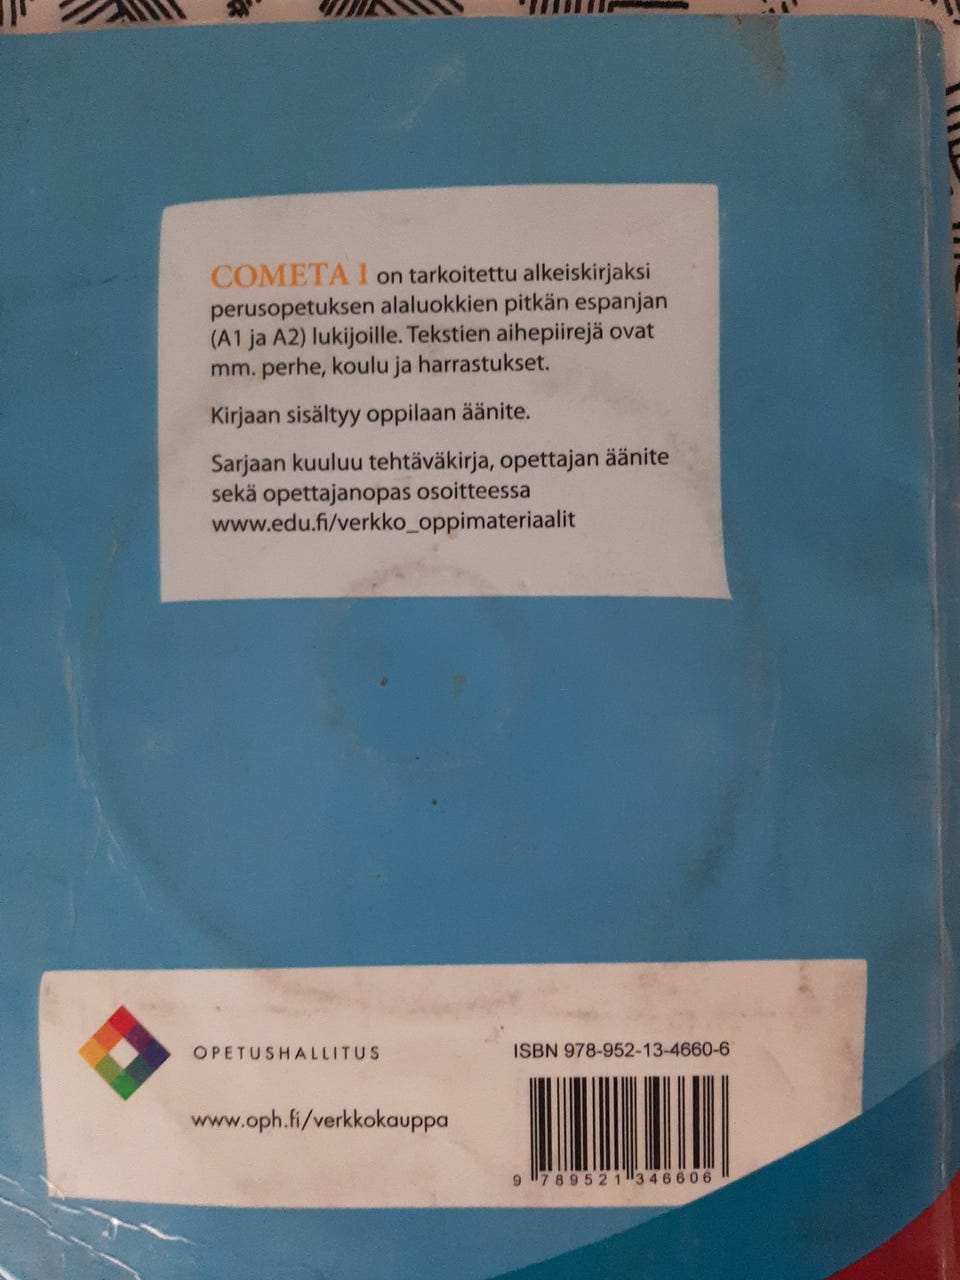 COMETA 1 on tarkoitettu alkeiskirjaksi
perusopetuksen alaluokkien pitkän espanjan
(A1 ja A2) lukijoille. Tekstien aihepiirejä ovat
mm. perhe, koulu ja harrastukset.
Kirjaan sisältyy oppilaan äänite.
Sarjaan kuuluu tehtäväkirja, opettajan äänite
sekä opettajanopas osoitteessa
www.edu.fi/verkko_oppimateriaalit
OPETUSHALLITUS
www.oph.fi/verkkokauppa
ISBN 978-952-13-4660-6
9 789521 346606